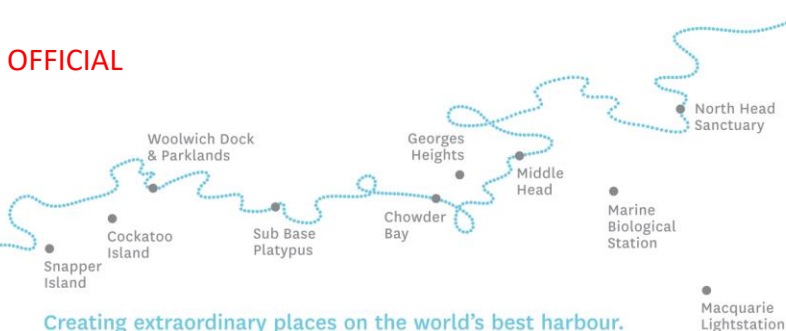 OFFICIAL
North Head
Sanctuary
Woolwich Dock
& Parklands
Georges
Heights
Middle
Head
Marine
Biological
Station
Chowder
Bay
Sub Base
Platypus
Cockatoo
Island
Snapper
Island
Macquarie
Lightstation
Creating extraordinary places on the world's best harbour.